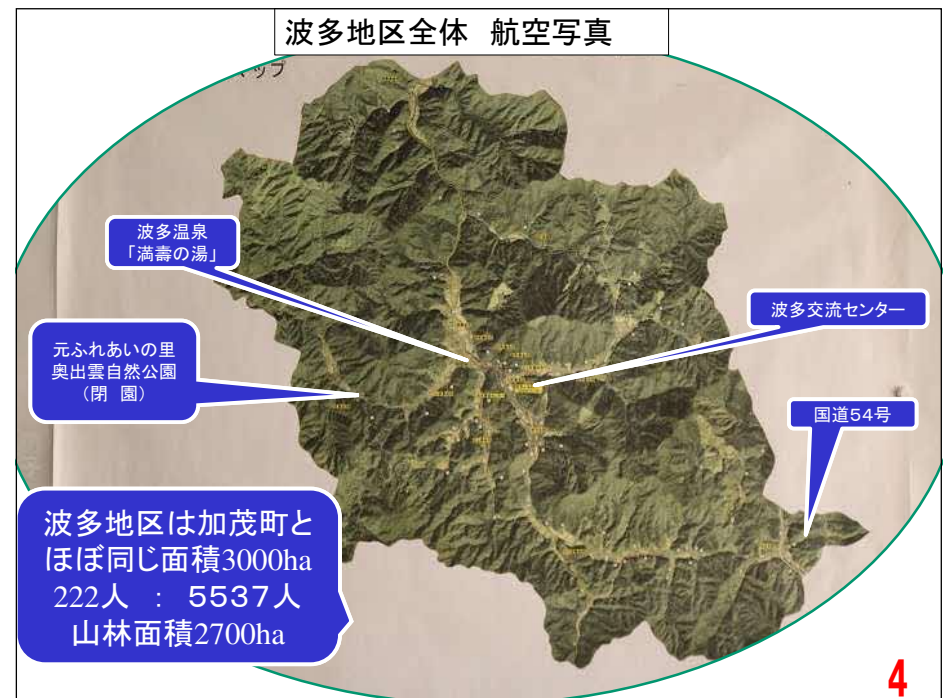 波多地区全体 航空写真
マップ
波多温泉
「満壽の湯」
波多交流センター
元ふれあいの里
奥出雲自然公園
(閉 園)
国道54号
波多地区は加茂町と
ほぼ同じ面積3000ha
222人 : 5537人
山林面積2700ha
4